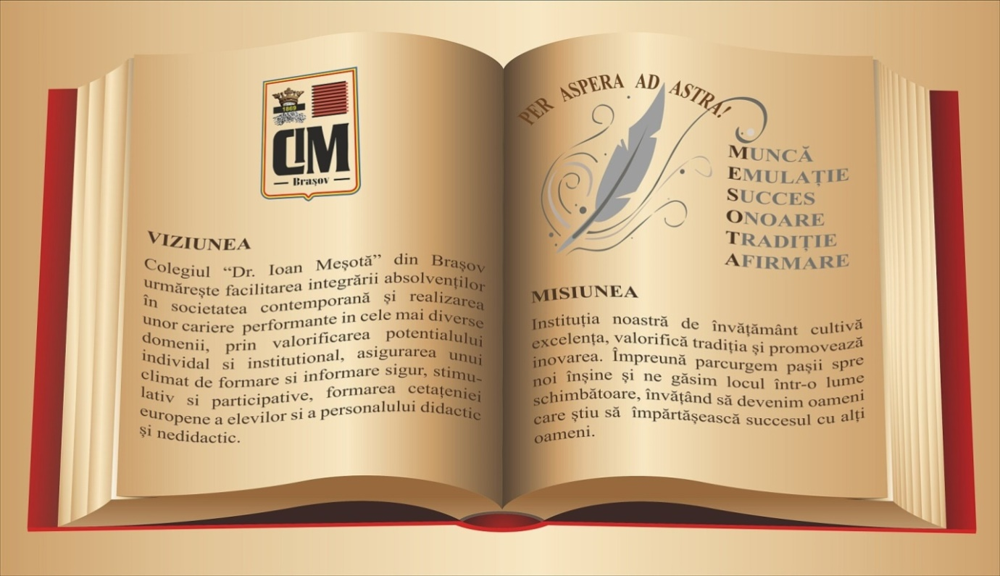 1869
CIM
Brașov
VIZIUNEA
Colegiul “Dr. Ioan Meșotă” din Brașov
urmărește facilitarea integrării absolvenților
în societatea contemporană și realizarea
unor cariere performante in cele mai diverse
domenii, prin valorificarea potentialului
individal si institutional, asigurarea unui
climat de formare si informare sigur, stimu-
lativ si participative, formarea cetațeniei
europene a elevilor si a personalului didactic
și nedidactic.
PER ASPERA AD ASTRA!
MUNCĂ
EMULAȚIE
SUCCES
ONOARE
TRADIȚIE
AFIRMARE
MISIUNEA
Instituția noastră de învățământ cultivă
excelența, valorifică tradiția și promovează
inovarea. Împreună parcurgem pașii spre
noi înșine și ne găsim locul într-o lume
schimbătoare, învățând să devenim oameni
care știu să împărtășească succesul cu alți
oameni.